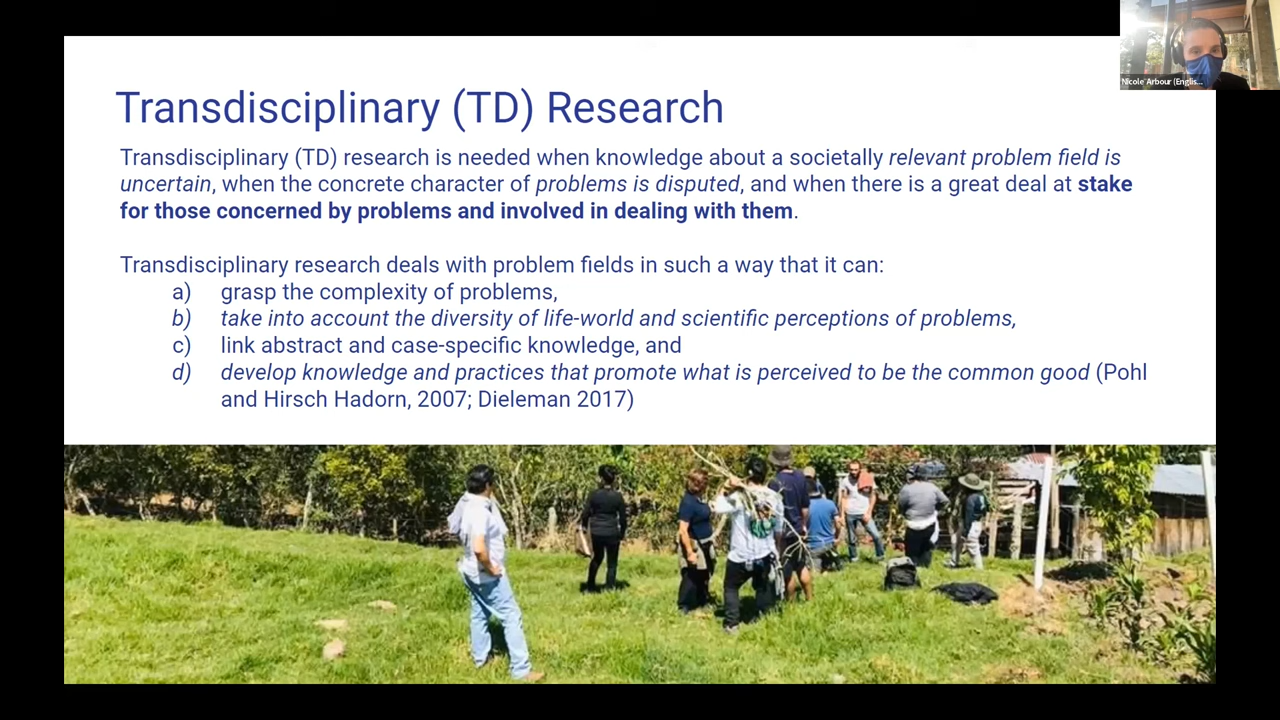 Nicole Arbour (Englis...
Transdisciplinary (TD) Research
Transdisciplinary (TD) research is needed when knowledge about a societally relevant problem field is
uncertain, when the concrete character of problems is disputed, and when there is a great deal at stake
for those concerned by problems and involved in dealing with them.
Transdisciplinary research deals with problem fields in such a way that it can:
a) grasp the complexity of problems,
b) take into account the diversity of life-world and scientific perceptions of problems,
c) link abstract and case-specific knowledge, and
d) develop knowledge and practices that promote what is perceived to be the common good (Pohl
and Hirsch Hadorn, 2007; Dieleman 2017)